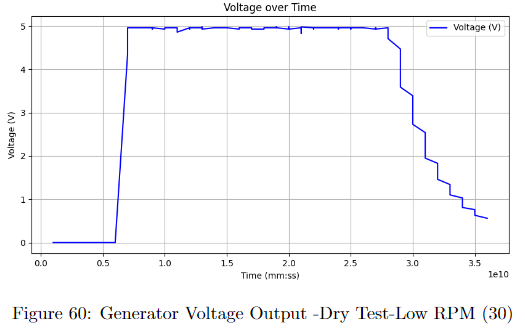 Voltage over Time
Voltage (V)
5
4
3
2
1
0
Voltage (V)
0.0 0.5 1.0 1.5 2.0 2.5 3.0 3.5
1e10
Time (mm:ss)
Figure 60: Generator Voltage Output -Dry Test-Low RPM (30)